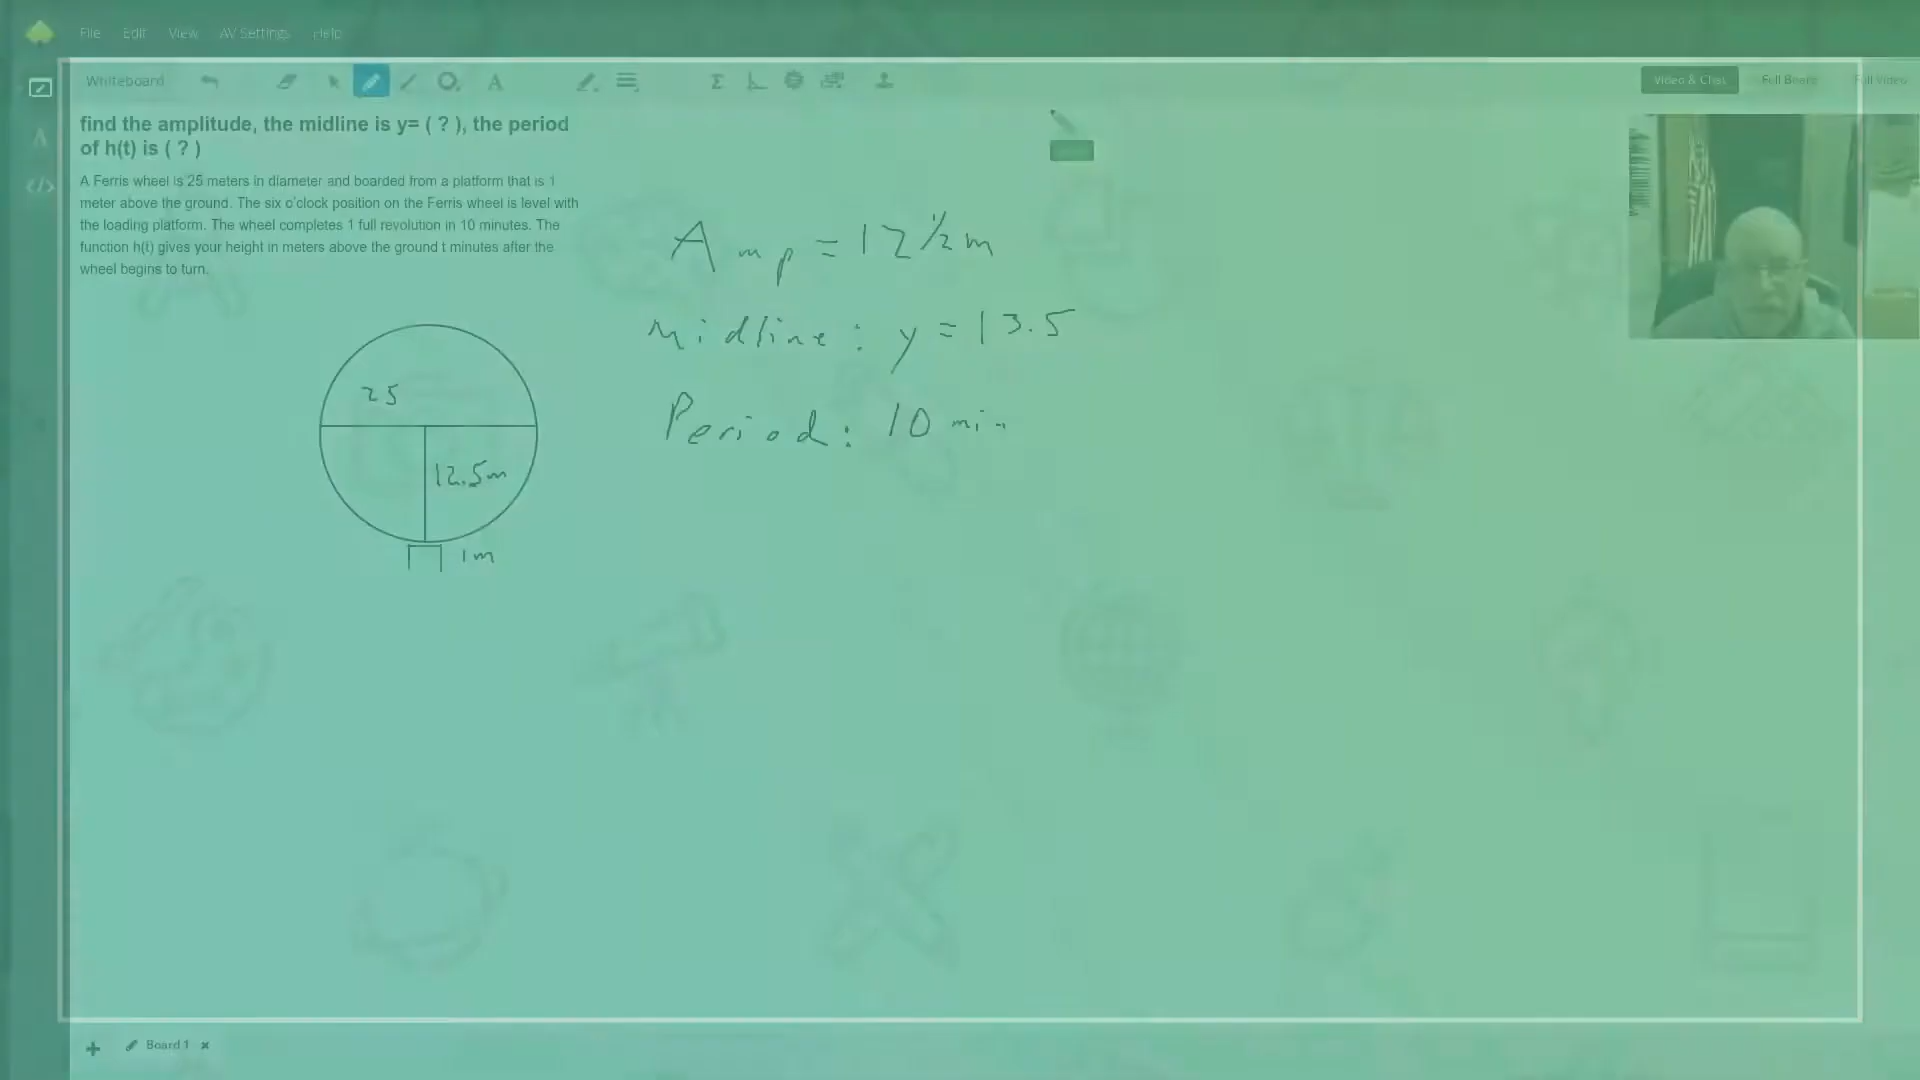 File Edit View AV Settings Help
Whiteboard A Σ Video & Chat Full Board Full Video
find the amplitude, the midline is y= ( ? ), the period
of h(t) is ( ? )
A Ferris wheel is 25 meters in diameter and boarded from a platform that is 1
meter above the ground. The six o'clock position on the Ferris wheel is level with
the loading platform. The wheel completes 1 full revolution in 10 minutes. The
function h(t) gives your height in meters above the ground t minutes after the
wheel begins to turn.
Amp = 12 ½ m
Midline : y = 13.5
Period : 10 min
25
12.5m
1m
Board 1